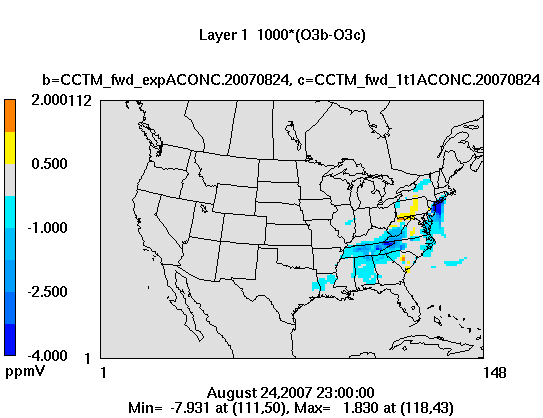 Layer 1 1000*(O3b-O3c)
b=CCTM_fwd_expACONC.20070824, c=CCTM_fwd_1t1ACONC.20070824
2.000
112
0.500
-1.000
-2.500
-4.000
1
ppmV
1
148
August 24,2007 23:00:00
Min= -7.931 at (111,50), Max= 1.830 at (118,43)